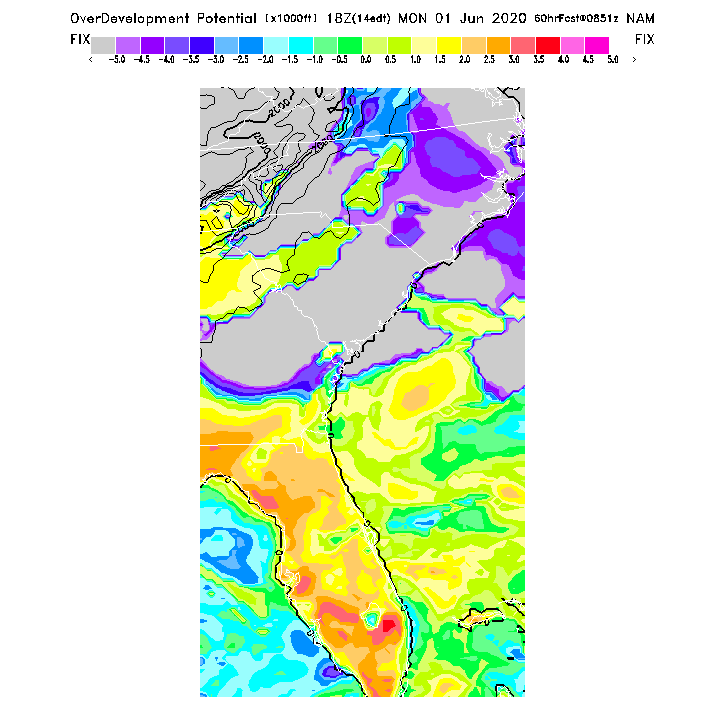 OverDevelopment Potential [x1000ft] 18Z(14edt) MON 01 Jun 2020 60hrFcst@0851z NAM
FIX FIX
< -5.0 -4.5 -4.0 -3.5 -3.0 -2.5 -2.0 -1.5 -1.0 -0.5 0.0 0.5 1.0 1.5 2.0 2.5 3.0 3.5 4.0 4.5 5.0 >
2000
2000